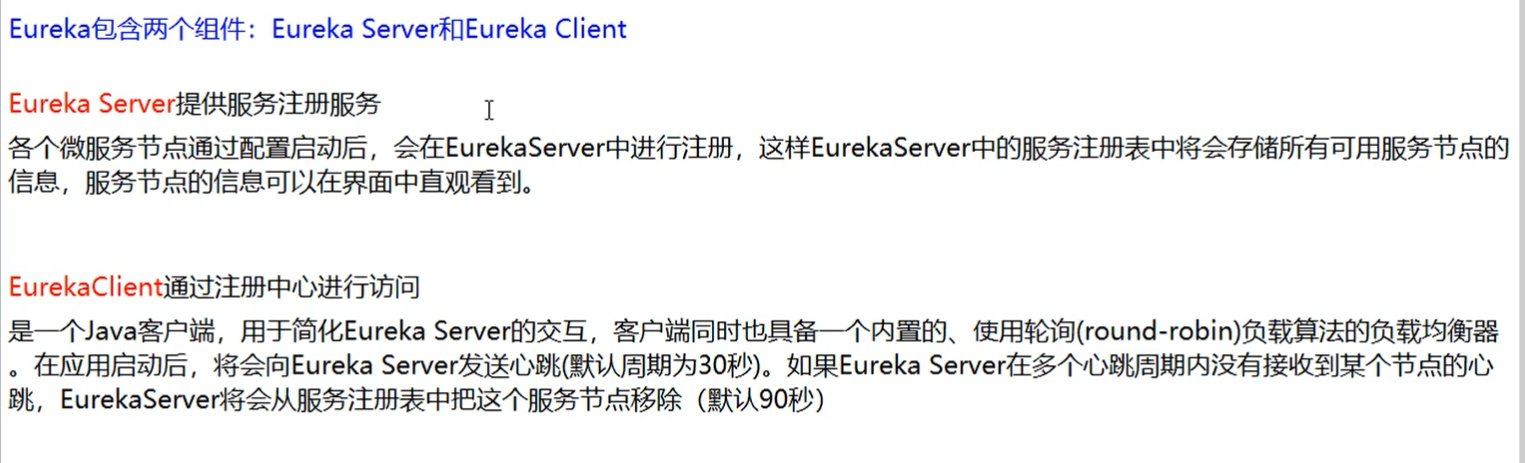 Eureka包含两个组件：Eureka Server和Eureka Client
Eureka Server提供服务注册服务
各个微服务节点通过配置启动后，会在EurekaServer中进行注册，这样EurekaServer中的服务注册表中将会存储所有可用服务节点的
信息，服务节点的信息可以在界面中直观看到。
EurekaClient通过注册中心进行访问
是一个Java客户端，用于简化Eureka Server的交互，客户端同时也具备一个内置的、使用轮询(round-robin)负载算法的负载均衡器
。在应用启动后，将会向Eureka Server发送心跳(默认周期为30秒)。如果Eureka Server在多个心跳周期内没有接收到某个节点的心
跳，EurekaServer将会从服务注册表中把这个服务节点移除（默认90秒）